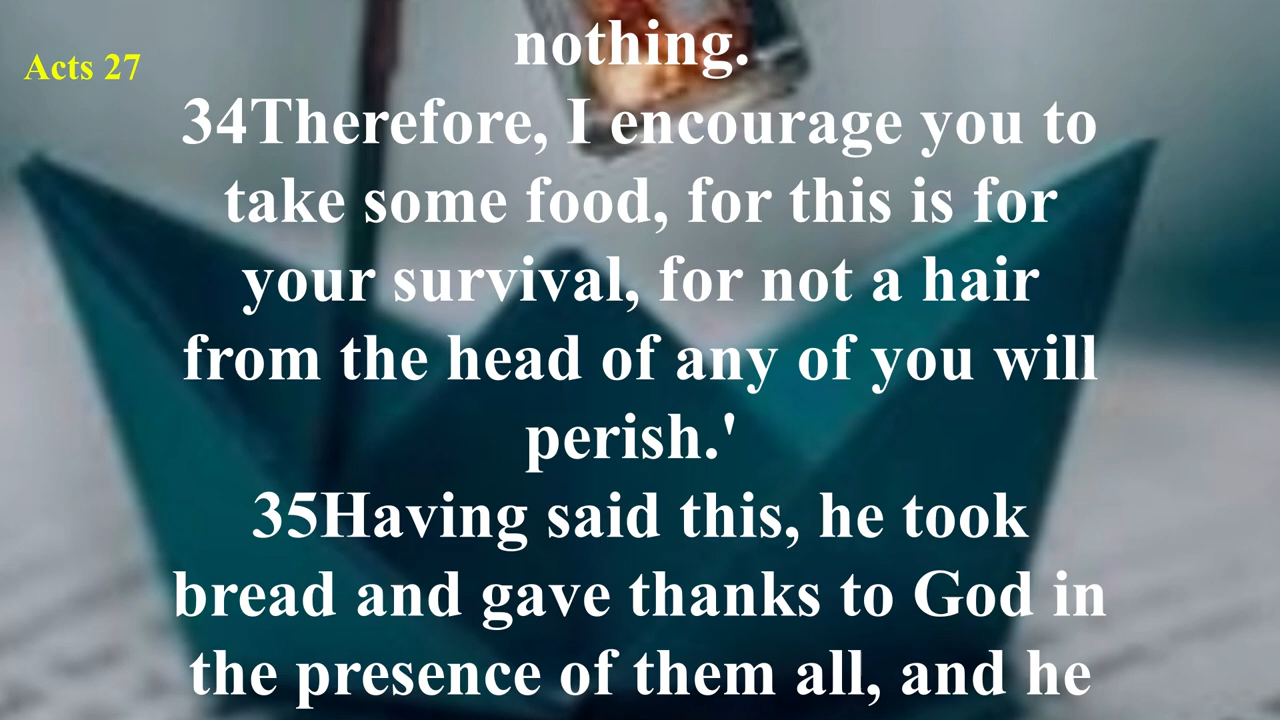 Acts 27
nothing.
34Therefore, I encourage you to
take some food, for this is for
your survival, for not a hair
from the head of any of you will
perish.'
35Having said this, he took
bread and gave thanks to God in
the presence of them all, and he